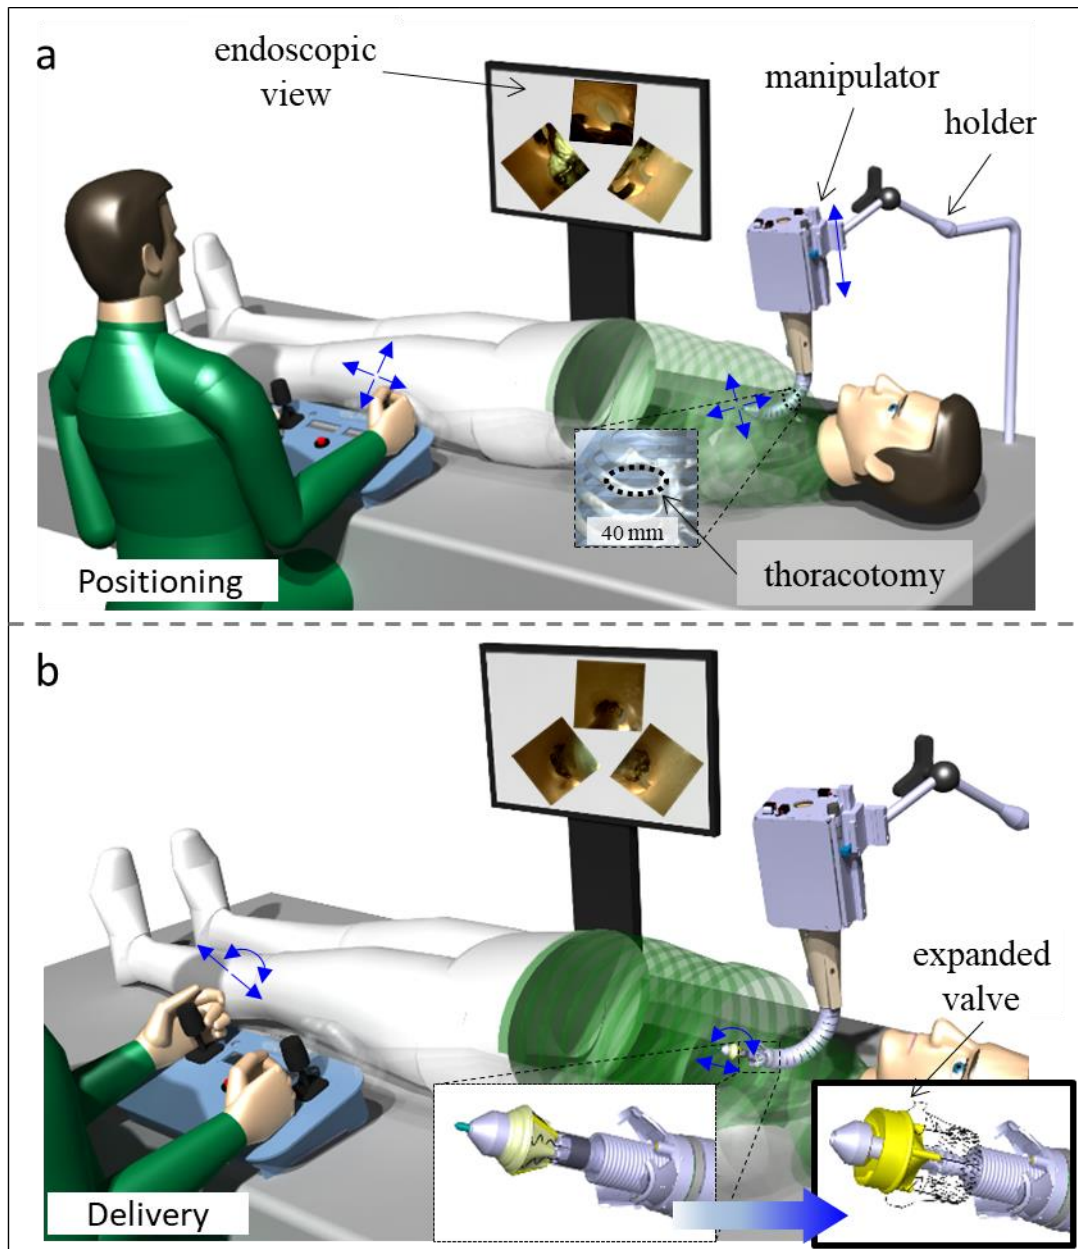 a
endoscopic
view
manipulator
holder
40 mm
thoracotomy
Positioning
b
expanded
valve
Delivery